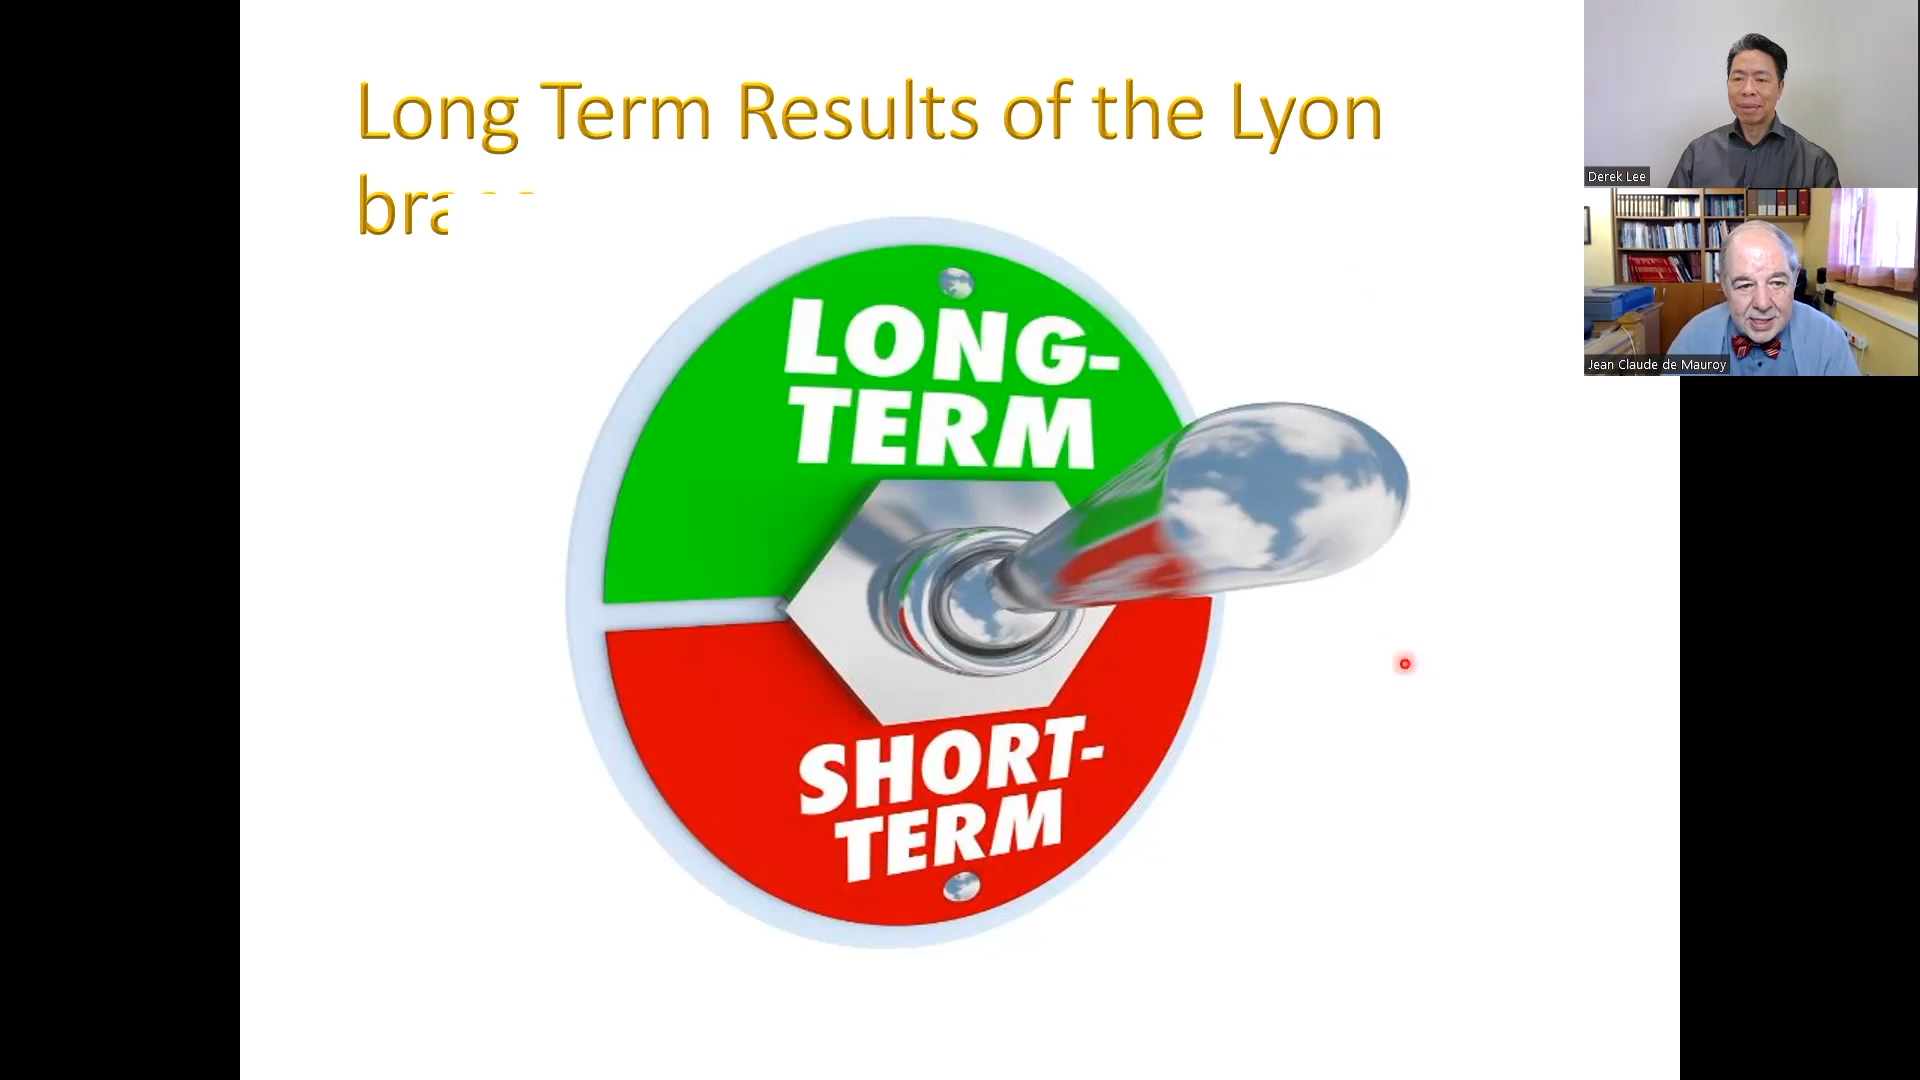 Long Term Results of the Lyon
LONG-
TERM
SHORT-
TERM
Derek Lee
Jean Claude de Mauroy